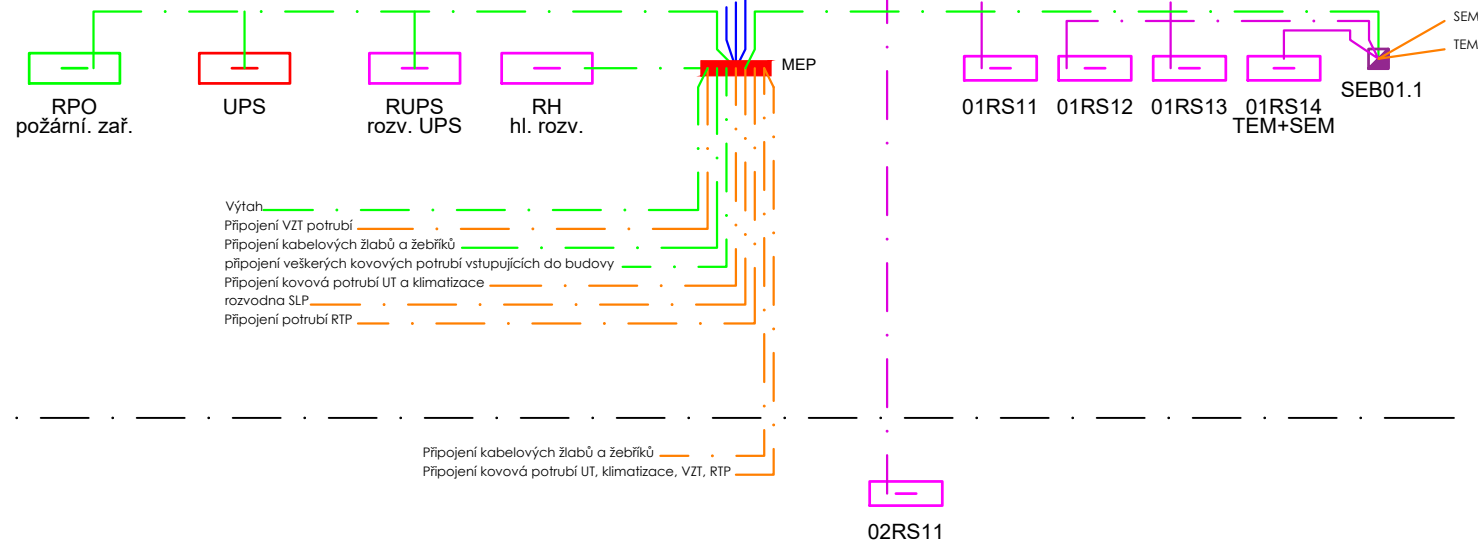 SEM
TEM
MEP
RPO
požární. zař.
UPS
RUPS
rozv. UPS
RH
hl. rozv.
01RS11
01RS12
01RS13
01RS14
TEM+SEM
SEB01.1
Výtah
Připojení VZT potrubí
Připojení kabelových žlabů a žebříků
připojení veškerých kovových potrubí vstupujících do budovy
Připojení kovová potrubí UT a klimatizace
rozvodna SLP
Připojení potrubí RTP
Připojení kabelových žlabů a žebříků
Připojení kovová potrubí UT, klimatizace, VZT, RTP
02RS11